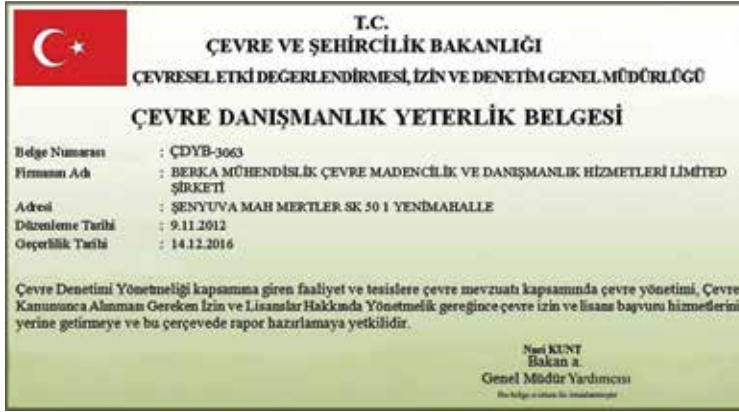 T.C.
ÇEVRE VE ŞEHİRCİLİK BAKANLIĞI
ÇEVRESEL ETKİ DEĞERLENDİRMESİ, İZİN VE DENETİM GENEL MÜDÜRLÜĞÜ
ÇEVRE DANIŞMANLIK YETERLİK BELGESİ
Belge Numarası : ÇDYB-3063
Firmanın Adı : BERKA MÜHENDİSLİK ÇEVRE MADENCİLİK VE DANIŞMANLIK HİZMETLERİ LİMİTED
ŞİRKETİ
Adresi : ŞENYUVA MAH MERTLER SK 50 1 YENİMAHALLE
Düzenleme Tarihi : 9.11.2012
Geçerlilik Tarihi : 14.12.2016
Çevre Denetimi Yönetmeliği kapsamına giren faaliyet ve tesislere çevre mevzuatı kapsamında çevre yönetimi, Çevre
Kanununca Alınması Gereken İzin ve Lisanslar Hakkında Yönetmelik gereğince çevre izin ve lisans başvuru hizmetlerini
yerine getirmeye ve bu çerçevede rapor hazırlamaya yetkilidir.
Nuri KUNT
Bakan a.
Genel Müdür Yardımcısı
Bu belge e-imza ile imzalanmıştır